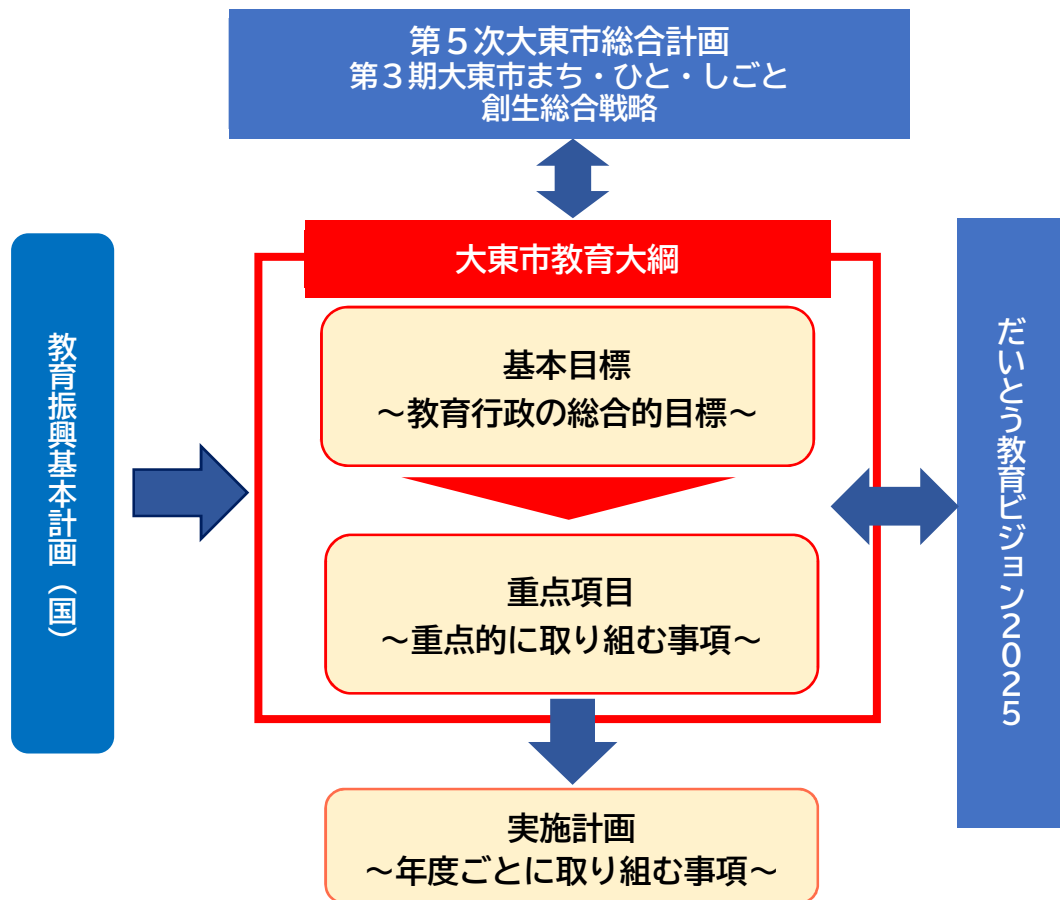 第５次大東市総合計画
第３期大東市まち・ひと・しごと
創生総合戦略
大東市教育大綱
教育振興基本計画（国）
基本目標
～教育行政の総合的目標～
重点項目
～重点的に取り組む事項～
だいとう教育ビジョン２０２５
実施計画
～年度ごとに取り組む事項～